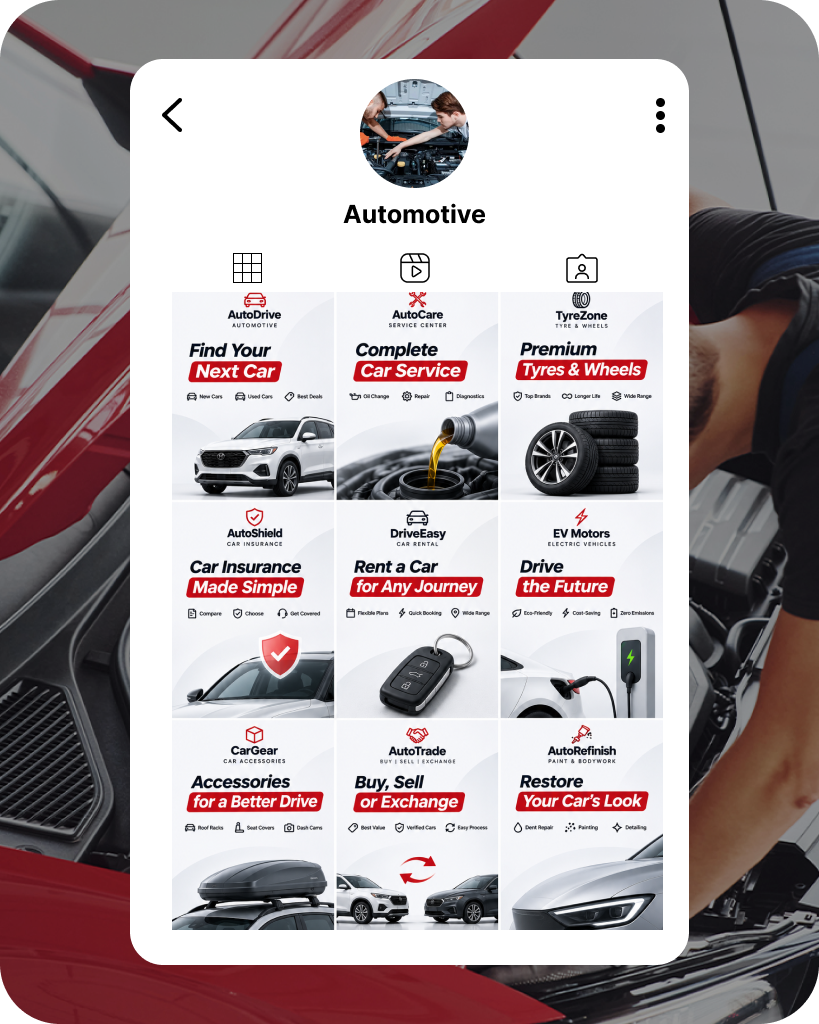 Automotive
AutoDrive
AUTOMOTIVE
Find Your
Next Car
New Cars
Used Cars
Best Deals
AutoCare
SERVICE CENTER
Complete
Car Service
Oil Change
Repair
Diagnostics
TyreZone
TYRE & WHEELS
Premium
Tyres & Wheels
Top Brands
Longer Life
Wide Range
AutoShield
CAR INSURANCE
Car Insurance
Made Simple
Compare
Choose
Get Covered
DriveEasy
CAR RENTAL
Rent a Car
for Any Journey
Flexible Plans
Quick Booking
Wide Range
EV Motors
ELECTRIC VEHICLES
Drive
the Future
Eco-Friendly
Cost-Saving
Zero Emissions
CarGear
CAR ACCESSORIES
Accessories
for a Better Drive
Roof Racks
Seat Covers
Dash Cams
AutoTrade
BUY | SELL | EXCHANGE
Buy, Sell
or Exchange
Best Value
Verified Cars
Easy Process
AutoRefinish
PAINT & BODYWORK
Restore
Your Car's Look
Dent Repair
Painting
Detailing